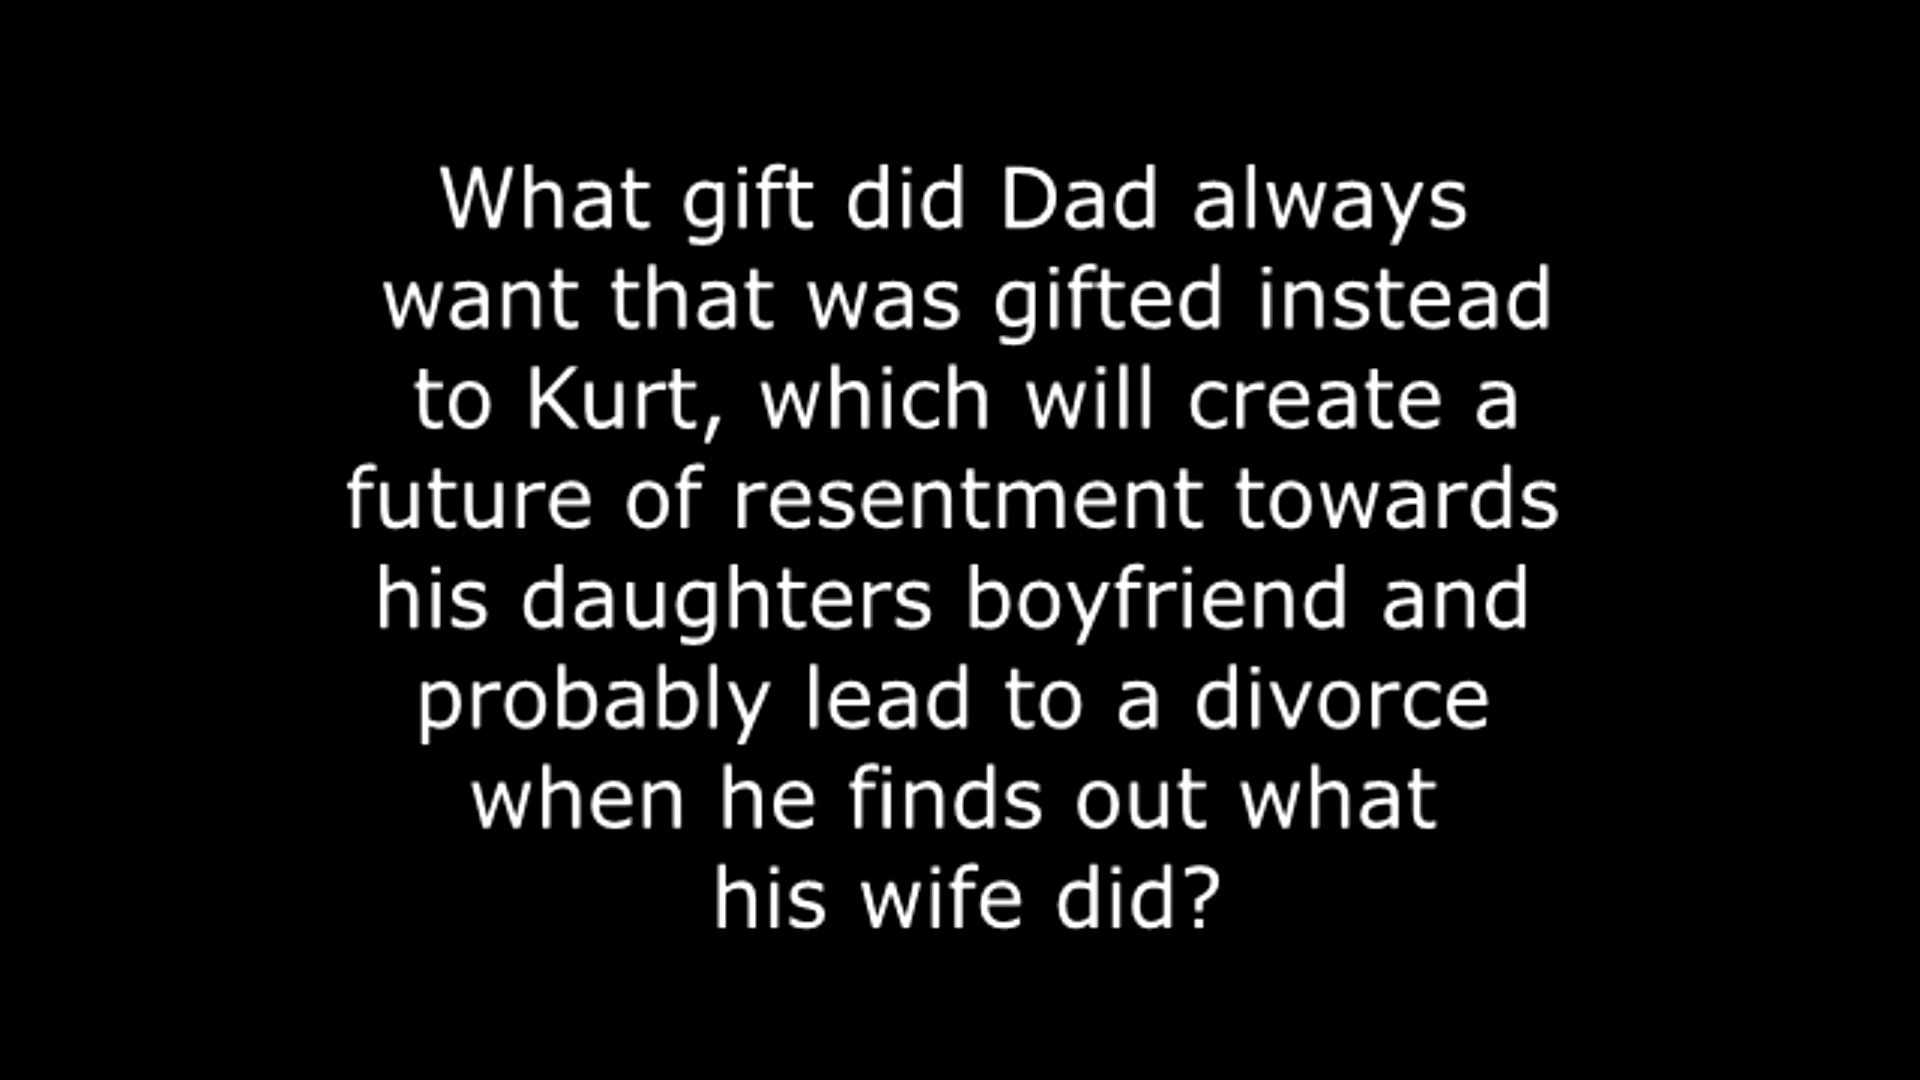 What gift did Dad always
want that was gifted instead
to Kurt, which will create a
future of resentment towards
his daughters boyfriend and
probably lead to a divorce
when he finds out what
his wife did?